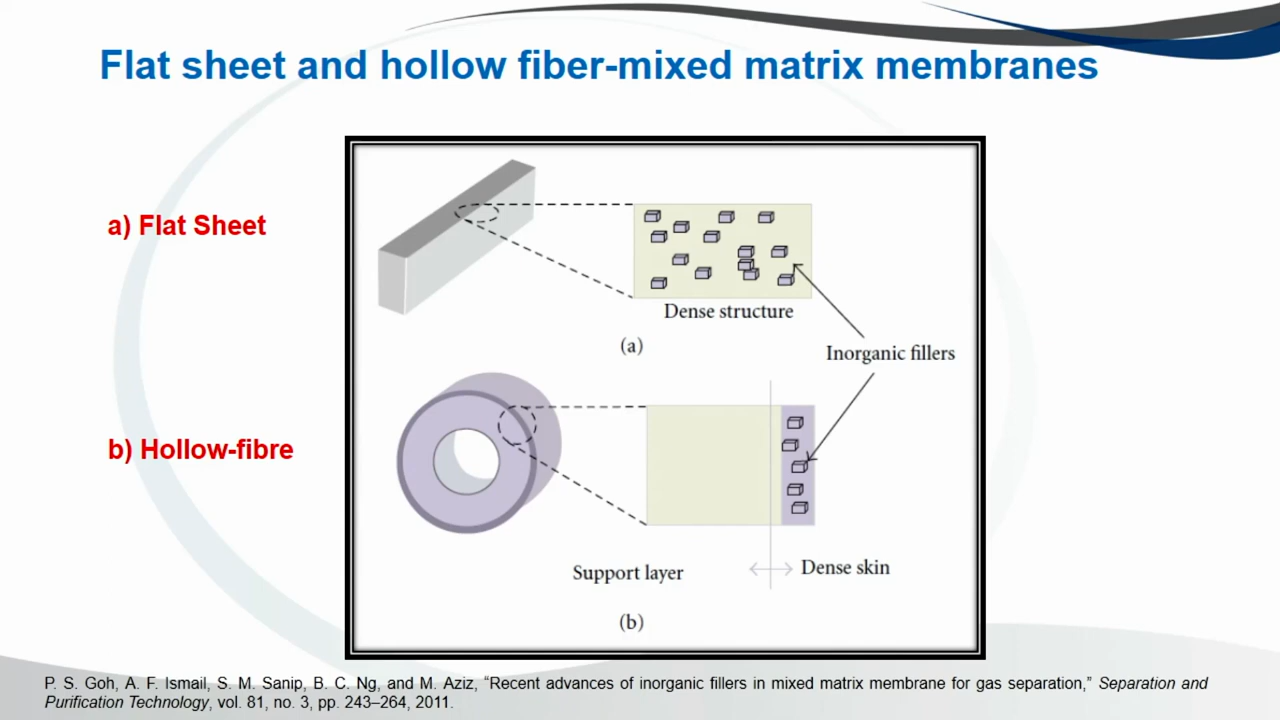 Flat sheet and hollow fiber-mixed matrix membranes
a) Flat Sheet
Dense structure
(a)
Inorganic fillers
b) Hollow-fibre
Support layer
Dense skin
(b)
P. S. Goh, A. F. Ismail, S. M. Sanip, B. C. Ng, and M. Aziz, “Recent advances of inorganic fillers in mixed matrix membrane for gas separation,” Separation and
Purification Technology, vol. 81, no. 3, pp. 243–264, 2011.